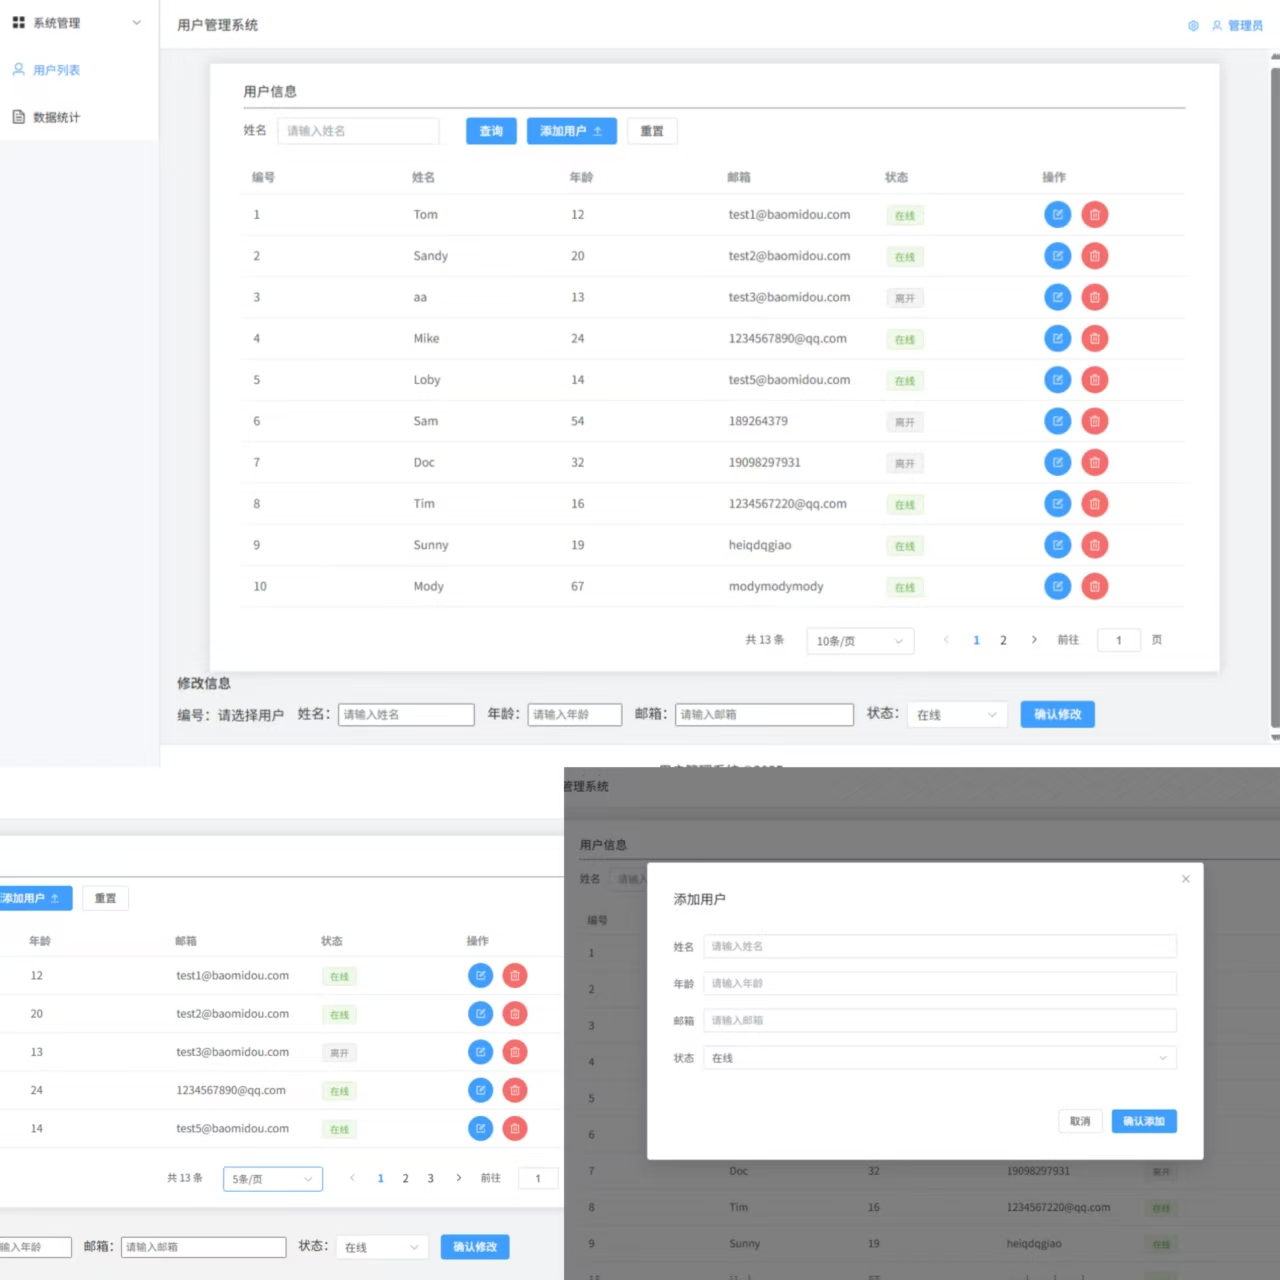 系统管理
用户列表
数据统计
用户管理系统
管理员
用户信息
姓名 请输入姓名 查询 添加用户 重置
编号 姓名 年龄 邮箱 状态 操作
1 Tom 12 test1@baomidou.com 在线
2 Sandy 20 test2@baomidou.com 在线
3 aa 13 test3@baomidou.com 离开
4 Mike 24 1234567890@qq.com 在线
5 Loby 14 test5@baomidou.com 在线
6 Sam 54 189264379 离开
7 Doc 32 19098297931 离开
8 Tim 16 1234567220@qq.com 在线
9 Sunny 19 heiqdqgiao 在线
10 Mody 67 modymodymody 在线
共 13 条 10条/页 1 2 前往 1 页
修改信息
编号：请选择用户 姓名： 请输入姓名 年龄： 请输入年龄 邮箱： 请输入邮箱 状态： 在线 确认修改
添加用户 重置
年龄 邮箱 状态 操作
12 test1@baomidou.com 在线
20 test2@baomidou.com 在线
13 test3@baomidou.com 离开
24 1234567890@qq.com 在线
14 test5@baomidou.com 在线
共 13 条 5条/页 1 2 3 前往 1
输入年龄 邮箱： 请输入邮箱 状态： 在线 确认修改
管理系统
用户信息
姓名 请输入
编号
1
2
3
4
5
6
添加用户
姓名 请输入姓名
年龄 请输入年龄
邮箱 请输入邮箱
状态 在线
取消 确认添加
7 Doc 32 19098297931 离开
8 Tim 16 1234567220@qq.com 在线
9 Sunny 19 heiqdqgiao 在线